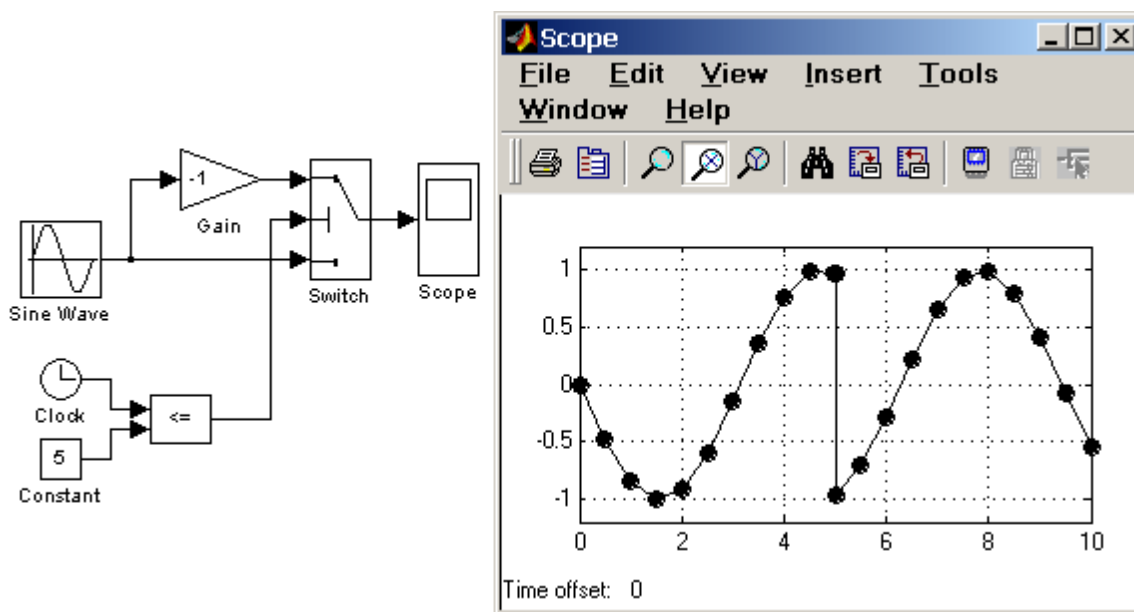 -1
Gain
Sine Wave
Switch
Scope
Clock
<=
5
Constant
Scope
File Edit View Insert Tools
Window Help
1
0.5
0
-0.5
-1
0 2 4 6 8 10
Time offset: 0